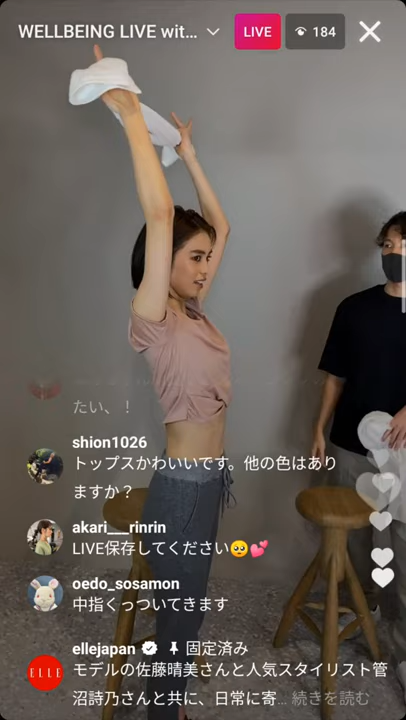 WELLBEING LIVE wit...
LIVE
184
たい、！
shion1026
トップスかわいいです。他の色はあり
ますか？
akari___rinrin
LIVE保存してください🥺💕
oedo_sosamon
中指くっついてきます
ellejapan 固定済み
ELLE
モデルの佐藤晴美さんと人気スタイリスト管
沼詩乃さんと共に、日常に寄... 続きを読む